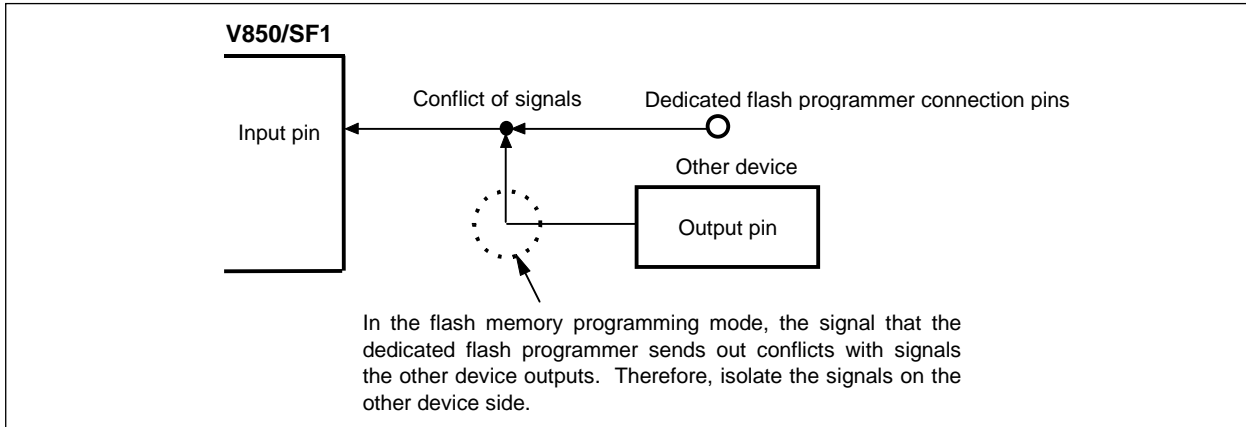 V850/SF1
Conflict of signals
Dedicated flash programmer connection pins
Input pin
Other device
Output pin
In the flash memory programming mode, the signal that the
dedicated flash programmer sends out conflicts with signals
the other device outputs. Therefore, isolate the signals on the
other device side.